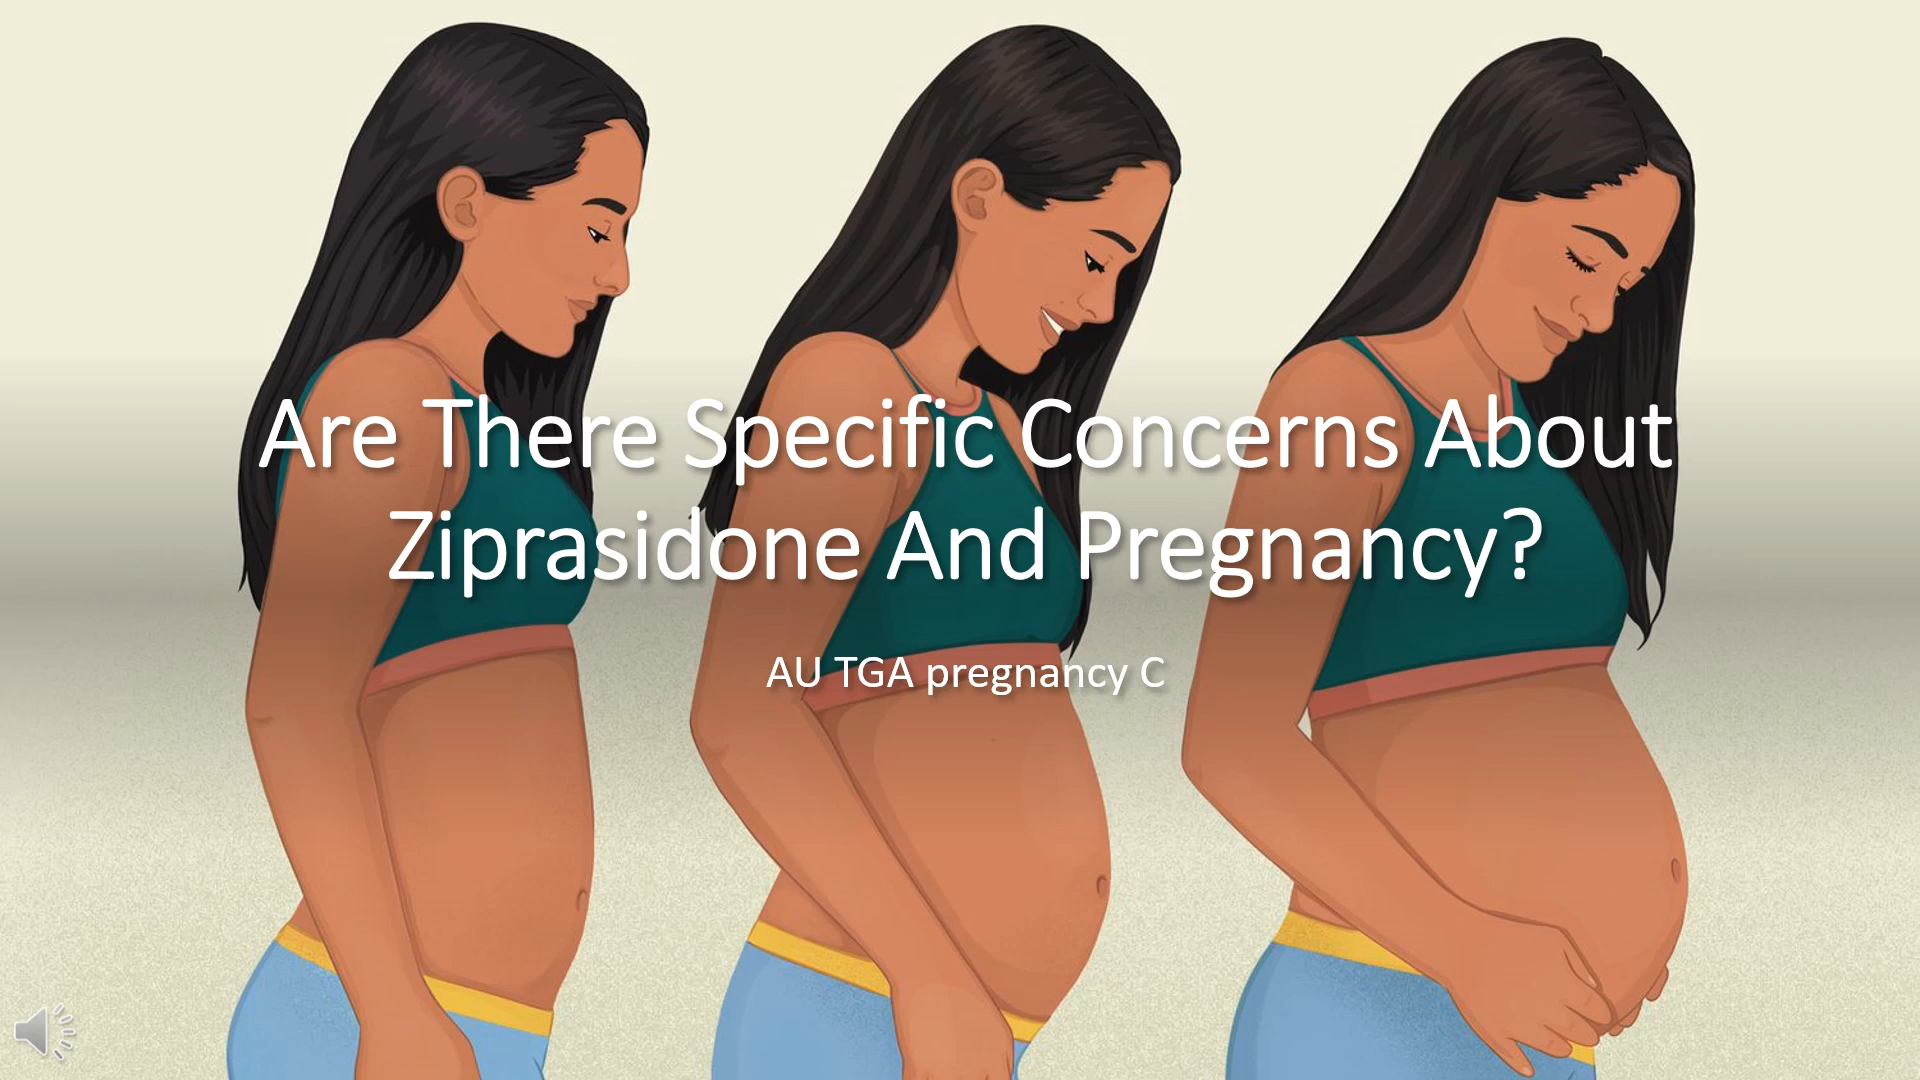 Are There Specific Concerns About
Ziprasidone And Pregnancy?
AU TGA pregnancy C